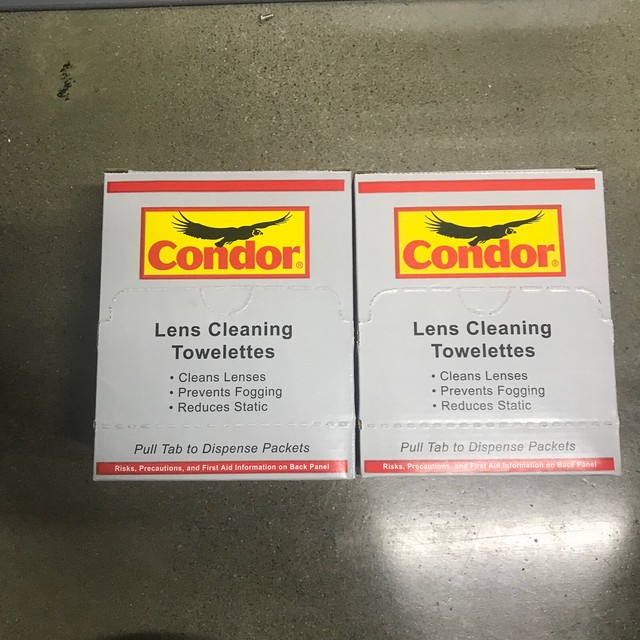 Condor®
Lens Cleaning
Towelettes
• Cleans Lenses
• Prevents Fogging
• Reduces Static
Pull Tab to Dispense Packets
Risks, Precautions, and First Aid Information on Back Panel
Condor®
Lens Cleaning
Towelettes
• Cleans Lenses
• Prevents Fogging
• Reduces Static
Pull Tab to Dispense Packets
Risks, Precautions, and First Aid Information on Back Panel